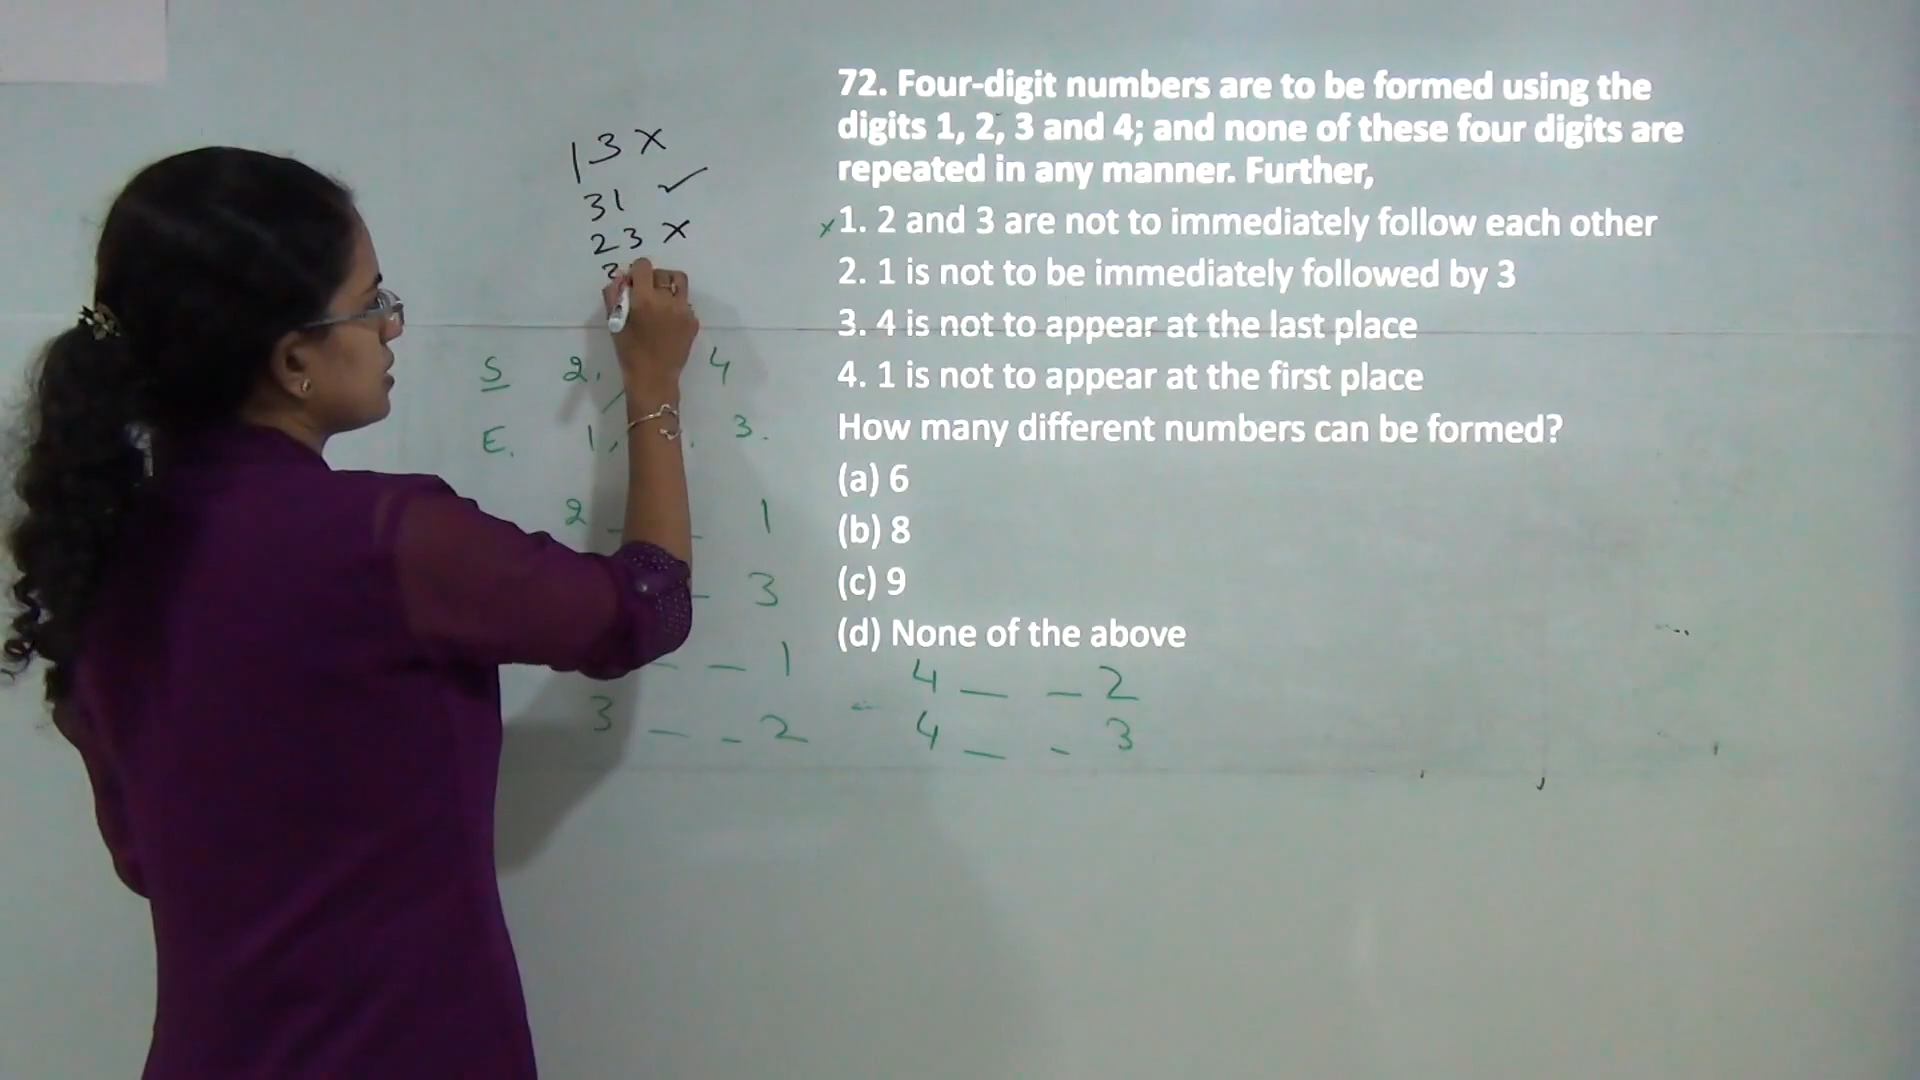 13 x
31 ✓
23 x
S 2, 4
E. 1, 3.
2 _ _ 1
_ 3
_ _ 1
3 _ _ 2
72. Four-digit numbers are to be formed using the
digits 1, 2, 3 and 4; and none of these four digits are
repeated in any manner. Further,
x 1. 2 and 3 are not to immediately follow each other
2. 1 is not to be immediately followed by 3
3. 4 is not to appear at the last place
4. 1 is not to appear at the first place
How many different numbers can be formed?
(a) 6
(b) 8
(c) 9
(d) None of the above
4 _ _ 2
4 _ _ 3